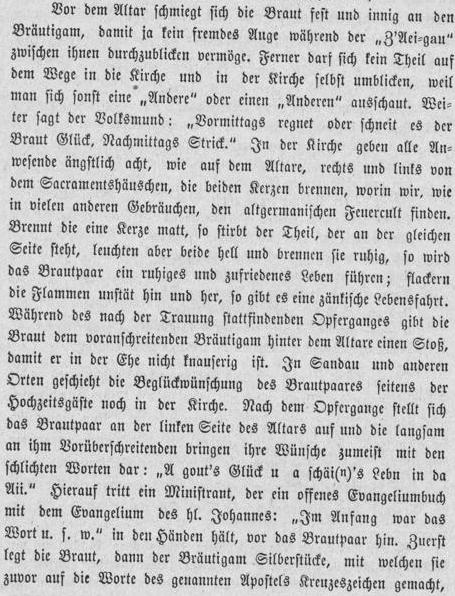 Vor dem Altar schmiegt sich die Braut fest und innig an den
Bräutigam, damit ja kein fremdes Auge während der „Z'Aei-gau“
zwischen ihnen durchzublicken vermöge. Ferner darf sich kein Theil auf
dem Wege in die Kirche und in der Kirche selbst umblicken, weil
man sich sonst eine „Andere“ oder einen „Anderen“ ausschaut. Wei-
ter sagt der Volksmund: „Vormittags regnet oder schneit es der
Braut Glück, Nachmittags Strick.“ In der Kirche geben alle An-
wesende ängstlich acht, wie auf dem Altare, rechts und links von
dem Sacramentshäuschen, die beiden Kerzen brennen, worin wir, wie
in vielen anderen Gebräuchen, den altgermanischen Feuercult finden.
Brennt die eine Kerze matt, so stirbt der Theil, der an der gleichen
Seite steht, leuchten aber beide hell und brennen sie ruhig, so wird
das Brautpaar ein ruhiges und zufriedenes Leben führen; flackern
die Flammen unstät hin und her, so gibt es eine zänkische Lebensfahrt.
Während des nach der Trauung stattfindenden Opferganges gibt die
Braut dem voranschreitenden Bräutigam hinter dem Altare einen Stoß,
damit er in der Ehe nicht knauserig ist. In Sandau und anderen
Orten geschieht die Beglückwünschung des Brautpaares seitens der
Hochzeitsgäste noch in der Kirche. Nach dem Opfergange stellt sich
das Brautpaar an der linken Seite des Altars auf und die langsam
an ihm Vorüberschreitenden bringen ihre Wünsche zumeist mit den
schlichten Worten dar: „A gout's Glück u a schäi(n)'s Lebn in da
Aii.“ Hierauf tritt ein Ministrant, der ein offenes Evangeliumbuch
mit dem Evangelium des hl. Johannes: „Im Anfang war das
Wort u. s. w.“ in den Händen hält, vor das Brautpaar hin. Zuerst
legt die Braut, dann der Bräutigam Silberstücke, mit welchen sie
zuvor auf die Worte des genannten Apostels Kreuzeszeichen gemacht,